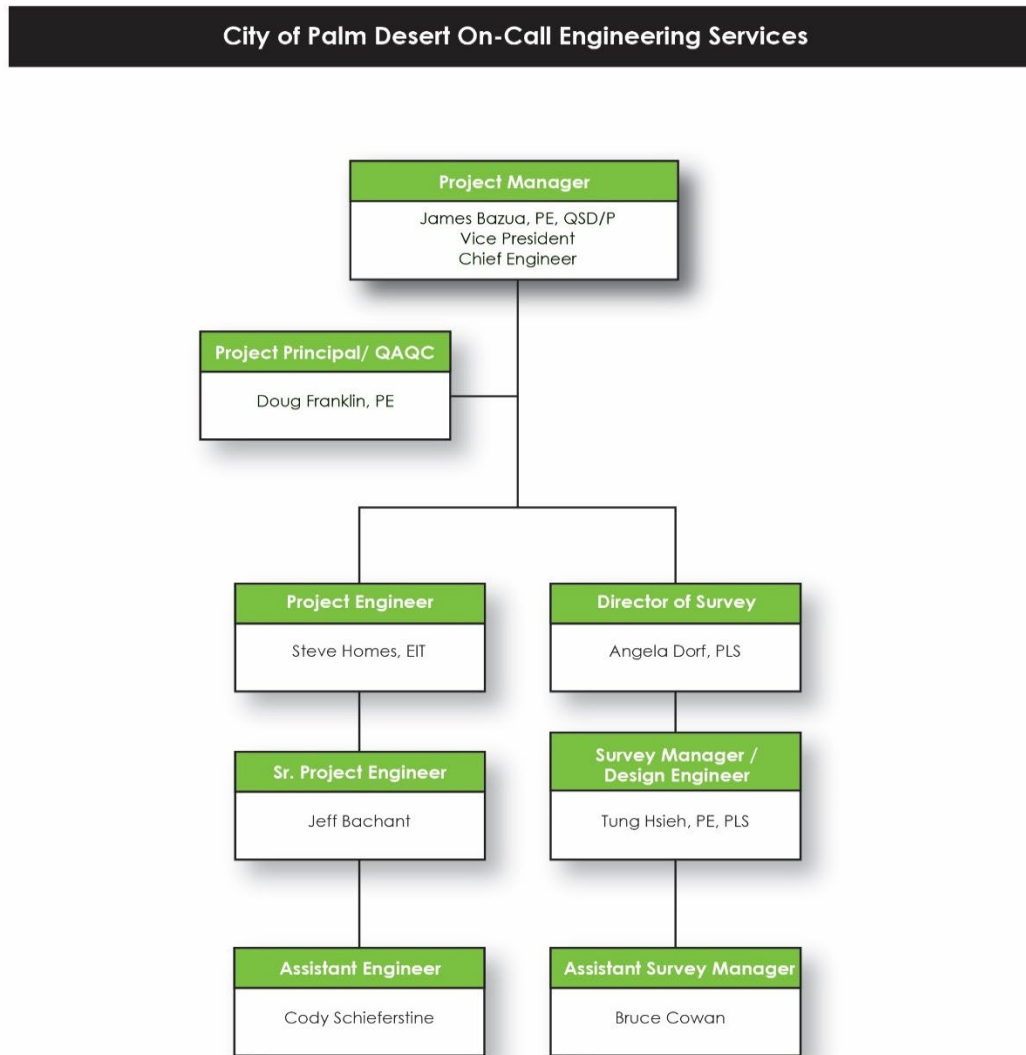 City of Palm Desert On-Call Engineering Services
Project Manager
James Bazua, PE, QSD/P
Vice President
Chief Engineer
Project Principal/ QAQC
Doug Franklin, PE
Project Engineer
Steve Homes, EIT
Director of Survey
Angela Dorf, PLS
Sr. Project Engineer
Jeff Bachant
Survey Manager /
Design Engineer
Tung Hsieh, PE, PLS
Assistant Engineer
Cody Schieferstine
Assistant Survey Manager
Bruce Cowan